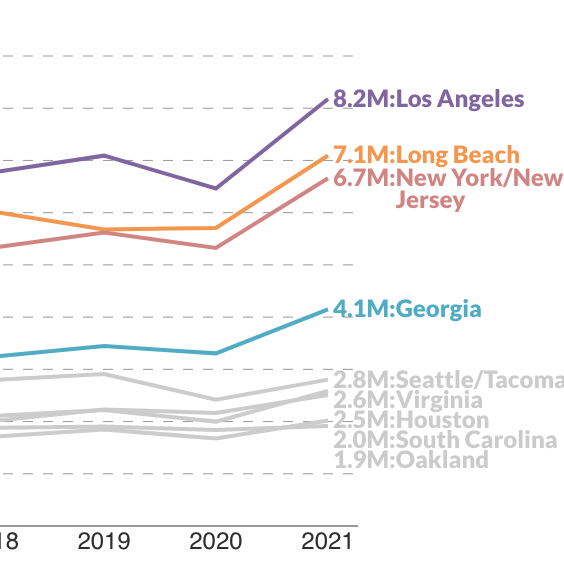 8.2M:Los Angeles
7.1M:Long Beach
6.7M:New York/New
Jersey
4.1M:Georgia
2.8M:Seattle/Tacoma
2.6M:Virginia
2.5M:Houston
2.0M:South Carolina
1.9M:Oakland
18 2019 2020 2021